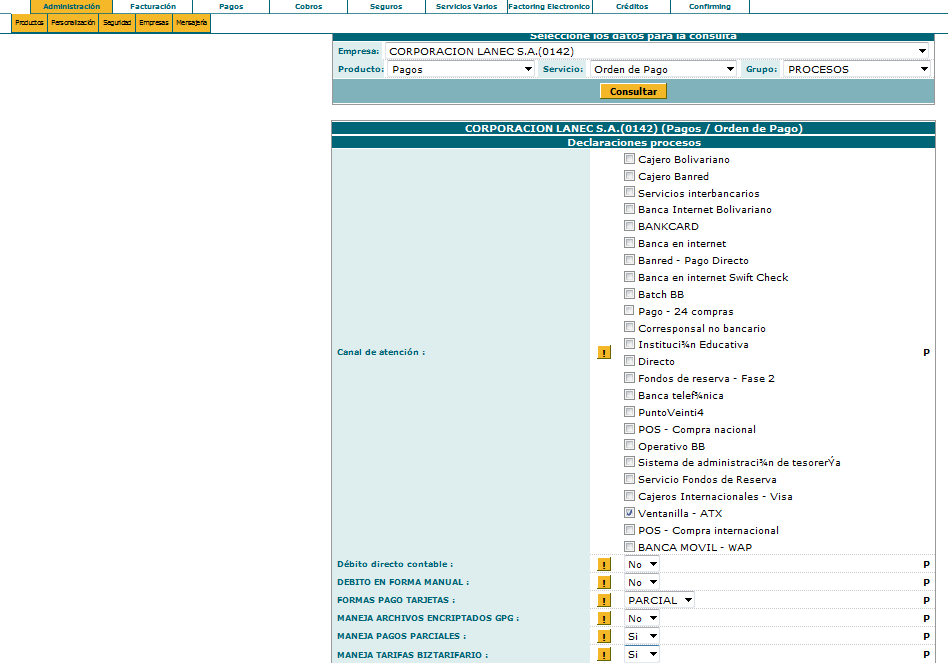 Administración Facturación Pagos Cobros Seguros Servicios Varios Factoring Electronico Créditos Confirming
Productos Personalización Seguridad Empresas Mensajería
Seleccione los datos para la consulta
Empresa: CORPORACION LANEC S.A.(0142)
Producto: Pagos Servicio: Orden de Pago Grupo: PROCESOS
Consultar
CORPORACION LANEC S.A.(0142) (Pagos / Orden de Pago)
Declaraciones procesos
Cajero Bolivariano
Cajero Banred
Servicios interbancarios
Banca Internet Bolivariano
BANKCARD
Banca en internet
Banred - Pago Directo
Banca en internet Swift Check
Batch BB
Pago - 24 compras
Corresponsal no bancario
Instituci¾n Educativa
Canal de atención : ! P
Directo
Fondos de reserva - Fase 2
Banca telef¾nica
PuntoVeinti4
POS - Compra nacional
Operativo BB
Sistema de administraci¾n de tesorerÝa
Servicio Fondos de Reserva
Cajeros Internacionales - Visa
Ventanilla - ATX
POS - Compra internacional
BANCA MOVIL - WAP
Débito directo contable : ! No P
DEBITO EN FORMA MANUAL : ! No P
FORMAS PAGO TARJETAS : ! PARCIAL P
MANEJA ARCHIVOS ENCRIPTADOS GPG : ! No P
MANEJA PAGOS PARCIALES : ! Si P
MANEJA TARIFAS BIZTARIFARIO : ! Si P